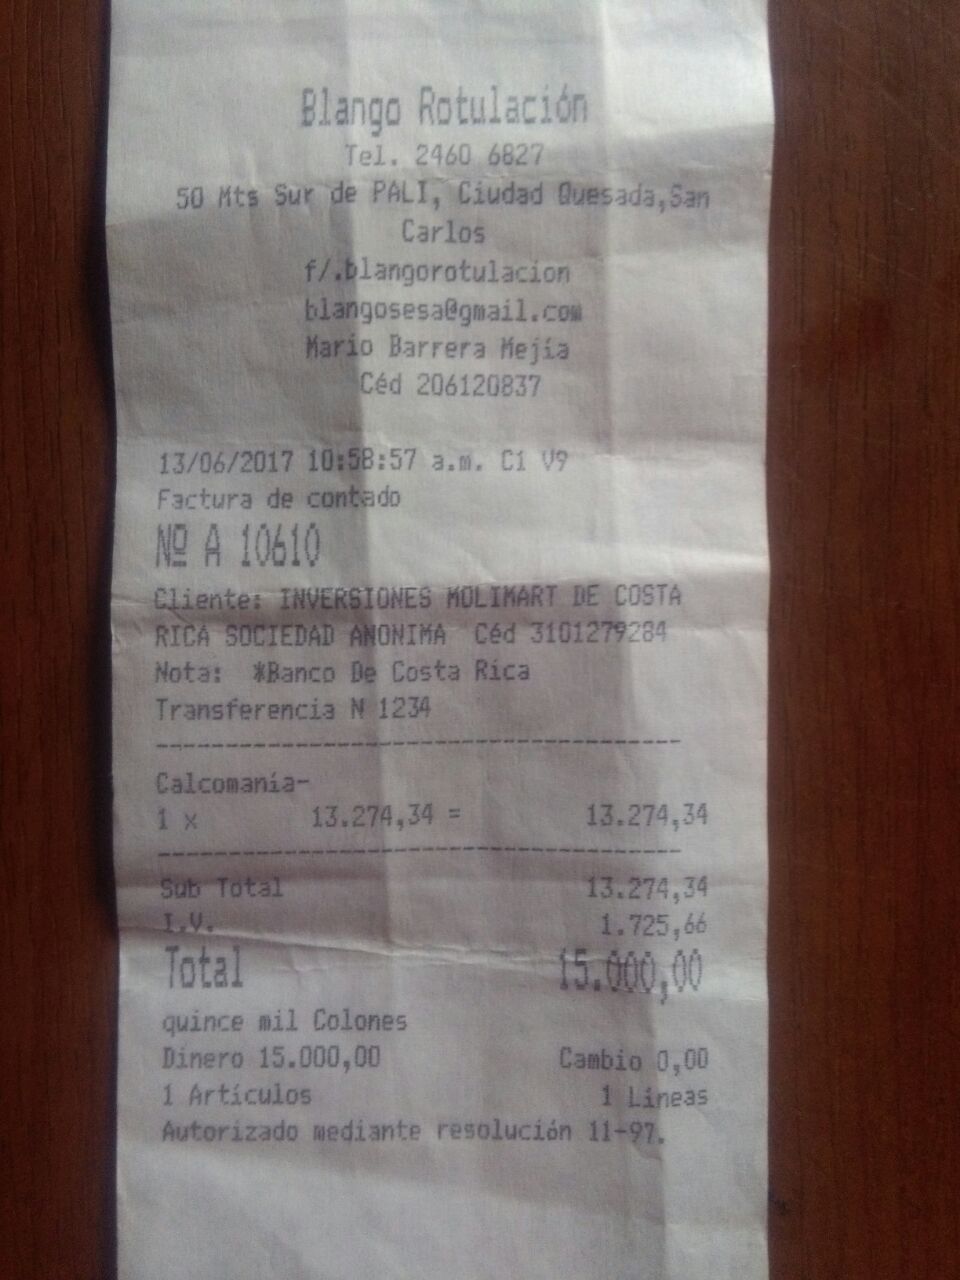 Blango Rotulación
Tel. 2460 6827
50 Mts Sur de PALI, Ciudad Quesada,San
Carlos
f/.blangorotulacion
blangosesa@gmail.com
Mario Barrera Mejía
Céd 206120837
13/06/2017 10:58:57 a.m. C1 V9
Factura de contado
Nº A 10610
Cliente: INVERSIONES MOLIMART DE COSTA
RICA SOCIEDAD ANONIMA Céd 3101279284
Nota: *Banco De Costa Rica
Transferencia N 1234
---------------------------------------
Calcomanía-
1 x 13.274,34 = 13.274,34
---------------------------------------
Sub Total 13.274,34
I.V. 1.725,66
Total 15.000,00
quince mil Colones
Dinero 15.000,00 Cambio 0,00
1 Artículos 1 Lineas
Autorizado mediante resolución 11-97.